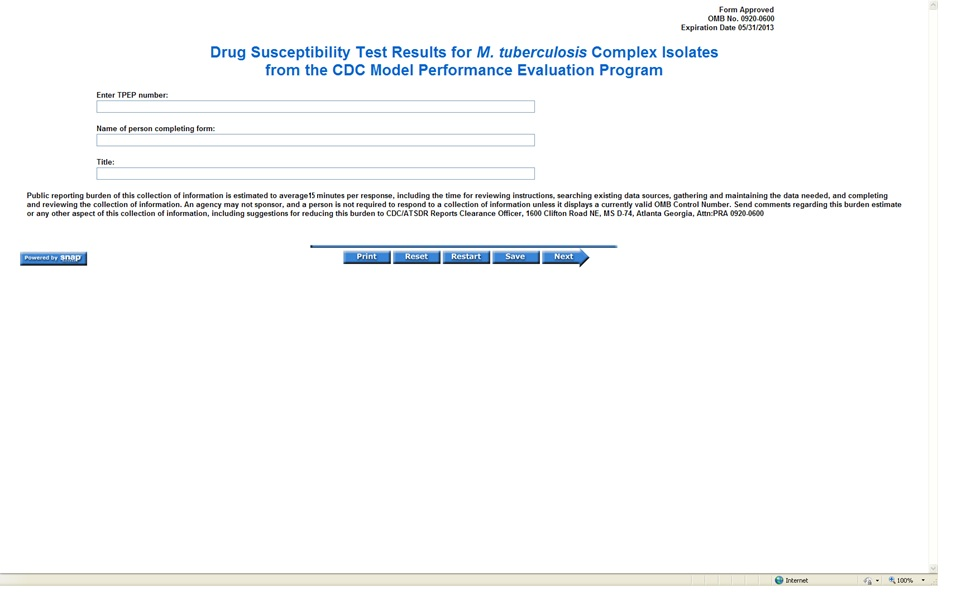 Form Approved
OMB No. 0920-0600
Expiration Date 05/31/2013
Drug Susceptibility Test Results for M. tuberculosis Complex Isolates
from the CDC Model Performance Evaluation Program
Enter TPEP number:
Name of person completing form:
Title:
Public reporting burden of this collection of information is estimated to average15 minutes per response, including the time for reviewing instructions, searching existing data sources, gathering and maintaining the data needed, and completing
and reviewing the collection of information. An agency may not sponsor, and a person is not required to respond to a collection of information unless it displays a currently valid OMB Control Number. Send comments regarding this burden estimate
or any other aspect of this collection of information, including suggestions for reducing this burden to CDC/ATSDR Reports Clearance Officer, 1600 Clifton Road NE, MS D-74, Atlanta Georgia, Attn:PRA 0920-0600
Powered by snap
Print Reset Restart Save Next
Internet 100%